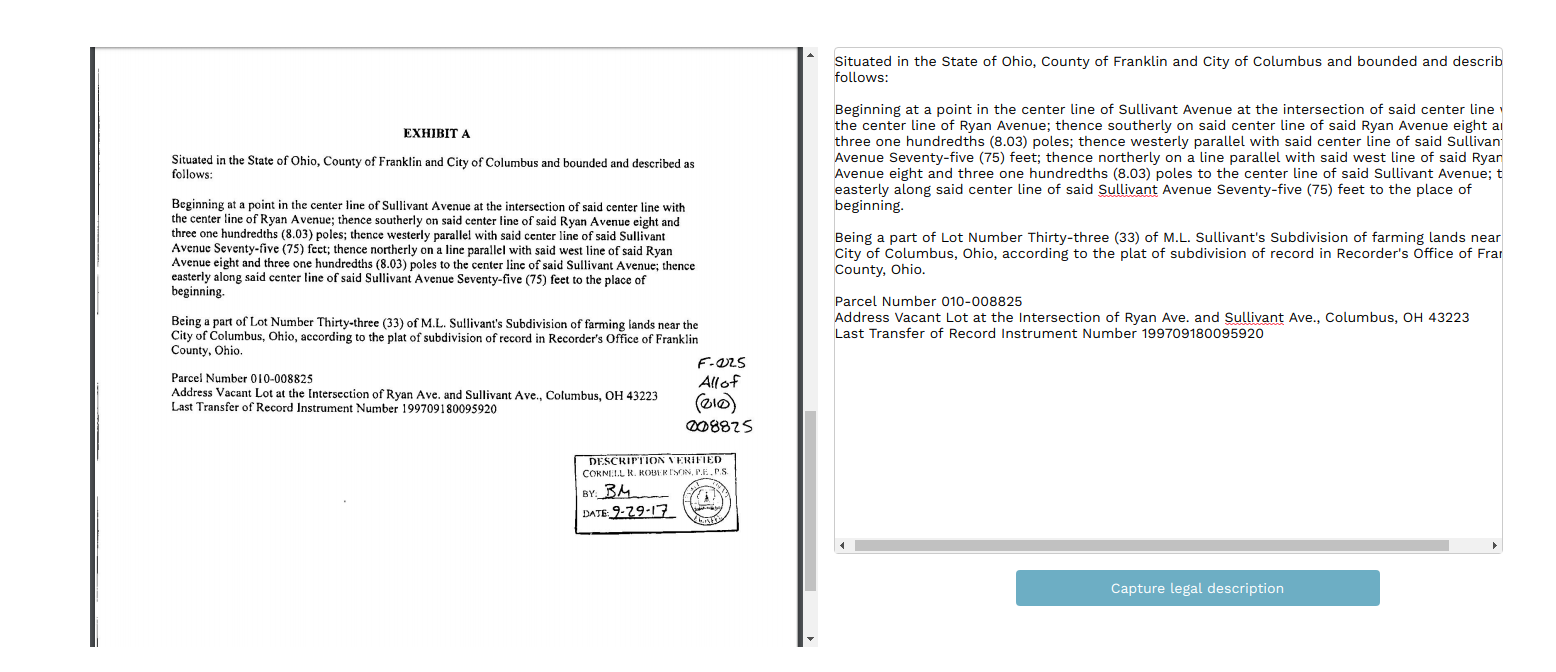 EXHIBIT A
Situated in the State of Ohio, County of Franklin and City of Columbus and bounded and described as
follows:
Beginning at a point in the center line of Sullivant Avenue at the intersection of said center line with
the center line of Ryan Avenue; thence southerly on said center line of said Ryan Avenue eight and
three one hundredths (8.03) poles; thence westerly parallel with said center line of said Sullivant
Avenue Seventy-five (75) feet; thence northerly on a line parallel with said west line of said Ryan
Avenue eight and three one hundredths (8.03) poles to the center line of said Sullivant Avenue; thence
easterly along said center line of said Sullivant Avenue Seventy-five (75) feet to the place of
beginning.
Being a part of Lot Number Thirty-three (33) of M.L. Sullivant's Subdivision of farming lands near the
City of Columbus, Ohio, according to the plat of subdivision of record in Recorder's Office of Franklin
County, Ohio.
Parcel Number 010-008825
Address Vacant Lot at the Intersection of Ryan Ave. and Sullivant Ave., Columbus, OH 43223
Last Transfer of Record Instrument Number 199709180095920
F-025
All of
(010)
008825
DESCRIPTION VERIFIED
CORNELL R. ROBERTSON, P.E., P.S.
BY: BM
DATE: 9-29-17
Situated in the State of Ohio, County of Franklin and City of Columbus and bounded and describ
follows:
Beginning at a point in the center line of Sullivant Avenue at the intersection of said center line
the center line of Ryan Avenue; thence southerly on said center line of said Ryan Avenue eight a
three one hundredths (8.03) poles; thence westerly parallel with said center line of said Sullivan
Avenue Seventy-five (75) feet; thence northerly on a line parallel with said west line of said Ryan
Avenue eight and three one hundredths (8.03) poles to the center line of said Sullivant Avenue; t
easterly along said center line of said Sullivant Avenue Seventy-five (75) feet to the place of
beginning.
Being a part of Lot Number Thirty-three (33) of M.L. Sullivant's Subdivision of farming lands near
City of Columbus, Ohio, according to the plat of subdivision of record in Recorder's Office of Fra
County, Ohio.
Parcel Number 010-008825
Address Vacant Lot at the Intersection of Ryan Ave. and Sullivant Ave., Columbus, OH 43223
Last Transfer of Record Instrument Number 199709180095920
Capture legal description